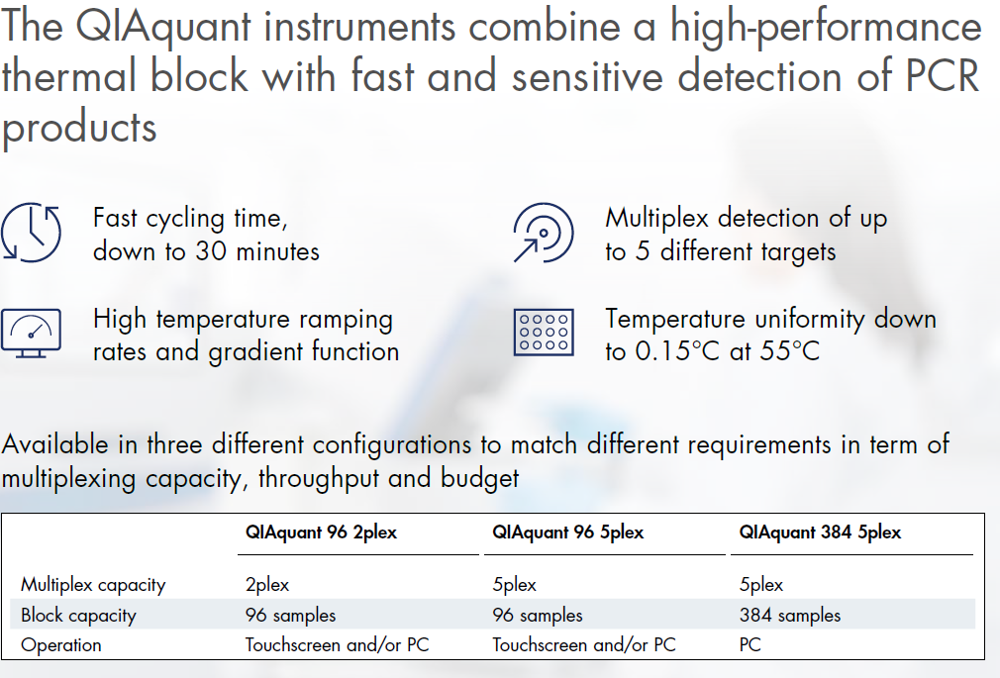 The QIAquant instruments combine a high-performance
thermal block with fast and sensitive detection of PCR
products
Fast cycling time,
down to 30 minutes
Multiplex detection of up
to 5 different targets
High temperature ramping
rates and gradient function
Temperature uniformity down
to 0.15°C at 55°C
Available in three different configurations to match different requirements in term of
multiplexing capacity, throughput and budget
QIAquant 96 2plex QIAquant 96 5plex QIAquant 384 5plex
Multiplex capacity 2plex 5plex 5plex
Block capacity 96 samples 96 samples 384 samples
Operation Touchscreen and/or PC Touchscreen and/or PC PC